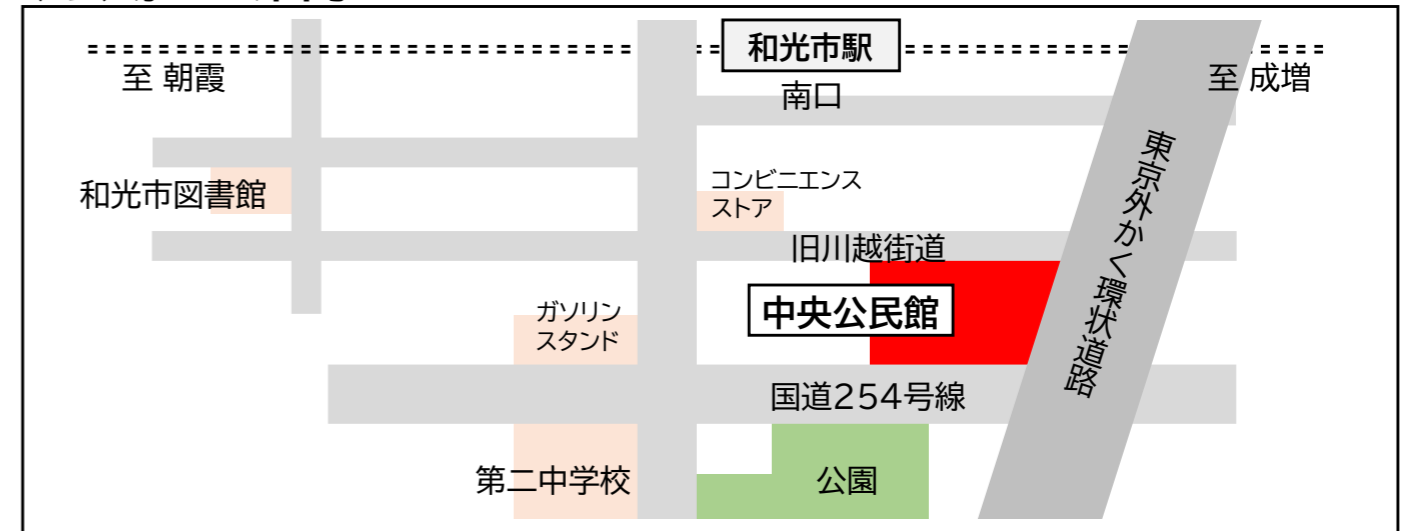 和光市駅
至 朝霞
南口
至 成増
東京外かく環状道路
コンビニエンス
ストア
和光市図書館
旧川越街道
中央公民館
ガソリン
スタンド
国道254号線
第二中学校
公園